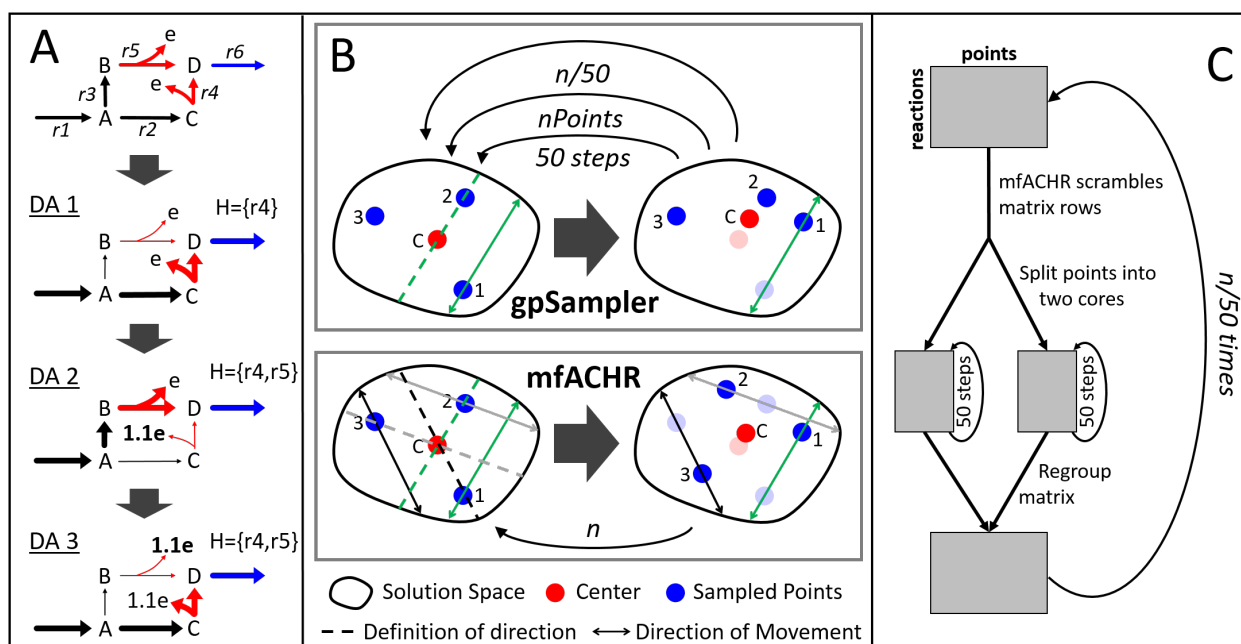 A
e
r5
r6
B
D
e
r3
r4
r1
A
r2
C
DA 1
H={r4}
e
B
D
e
A
C
DA 2
H={r4,r5}
e
B
D
1.1e
A
C
DA 3
H={r4,r5}
1.1e
B
D
1.1e
A
C
B
n/50
nPoints
50 steps
2
3
C
1
gpSampler
2
3
C
1
mfACHR
2
3
C
1
2
C
1
3
n
Solution Space
Center
Sampled Points
Definition of direction
Direction of Movement
C
points
reactions
mfACHR scrambles
matrix rows
Split points into
two cores
50 steps
50 steps
n/50 times
Regroup
matrix